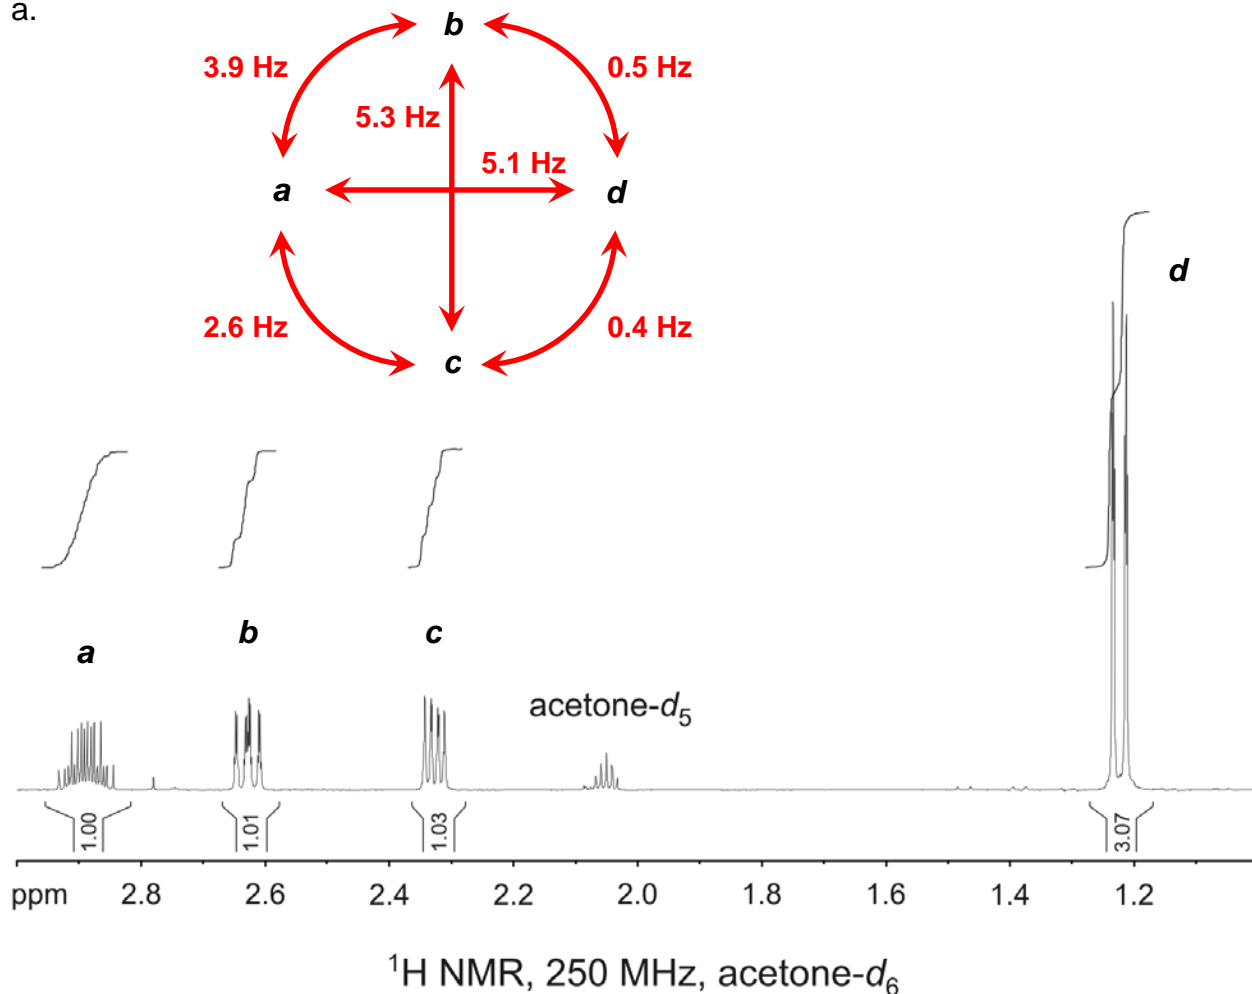 a.
b
3.9 Hz
0.5 Hz
5.3 Hz
5.1 Hz
a
d
2.6 Hz
0.4 Hz
c
d
a
b
c
acetone-d5
1.00
1.01
1.03
3.07
ppm 2.8 2.6 2.4 2.2 2.0 1.8 1.6 1.4 1.2
¹H NMR, 250 MHz, acetone-d₆